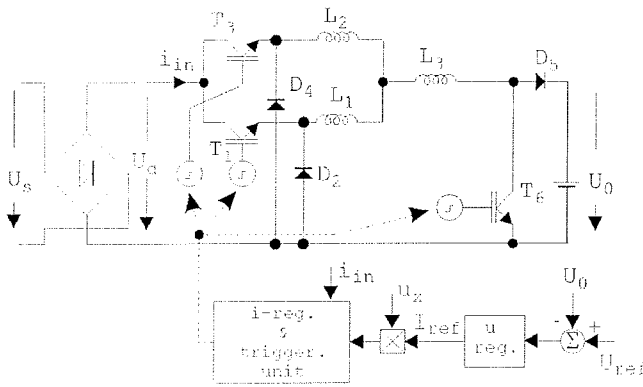 T3
L2
iin
L3
D5
D4
L1
T1
Us
Ud
D2
T6
U0
iin
ux
U0
i-reg.
&
trigger.
unit
Iref
u
reg.
Σ
-
+
Uref